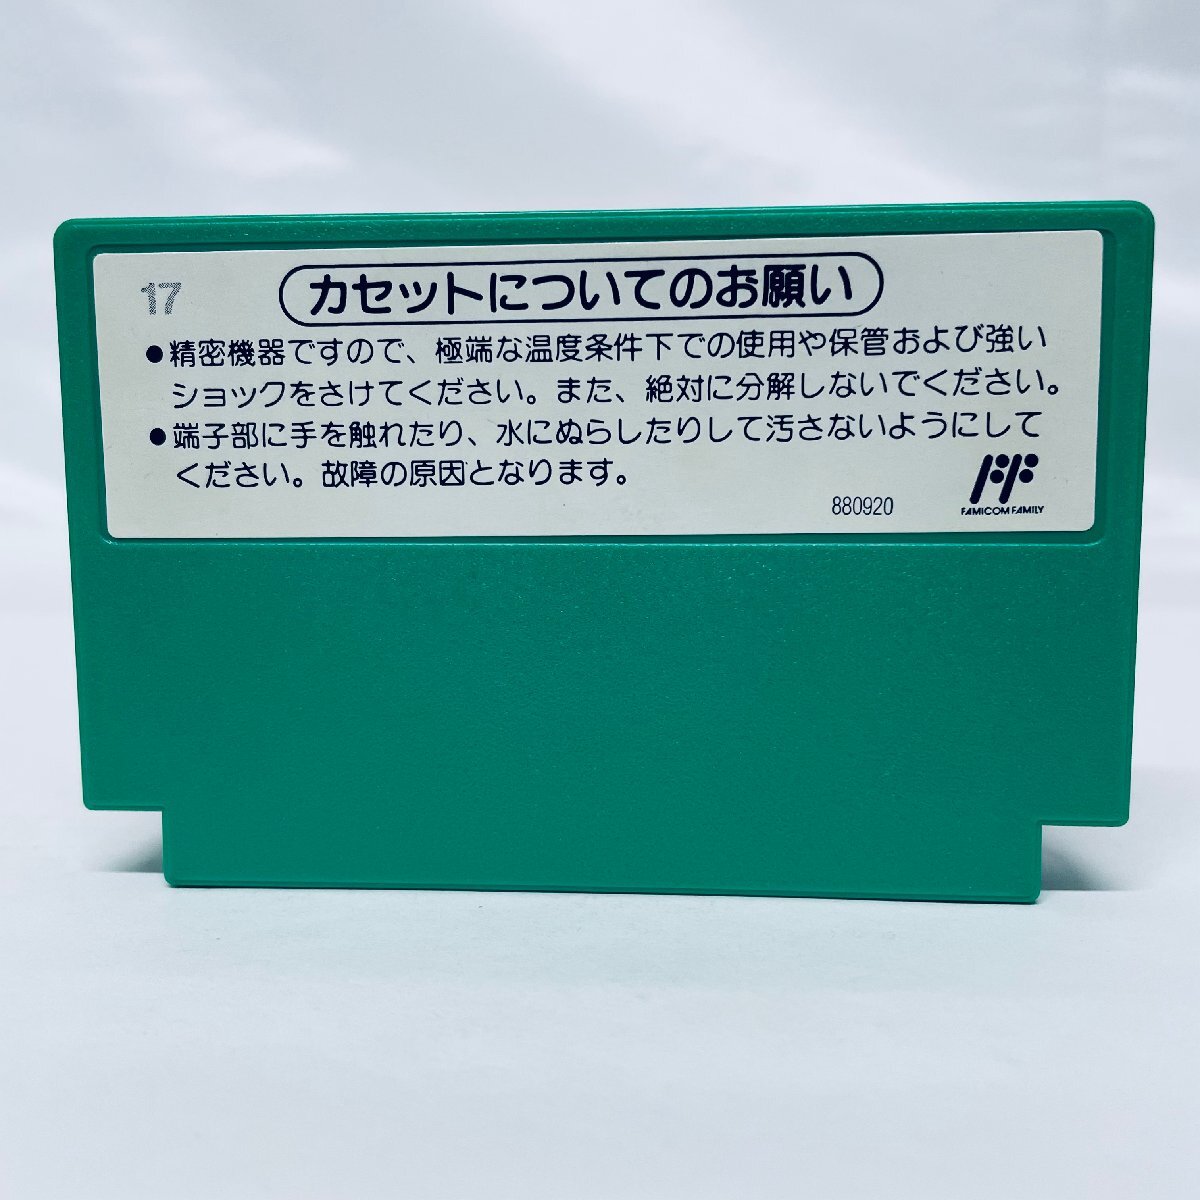 17
カセットについてのお願い
●精密機器ですので、極端な温度条件下での使用や保管および強い
ショックをさけてください。また、絶対に分解しないでください。
●端子部に手を触れたり、水にぬらしたりして汚さないようにして
ください。故障の原因となります。
880920
FF
FAMICOM FAMILY